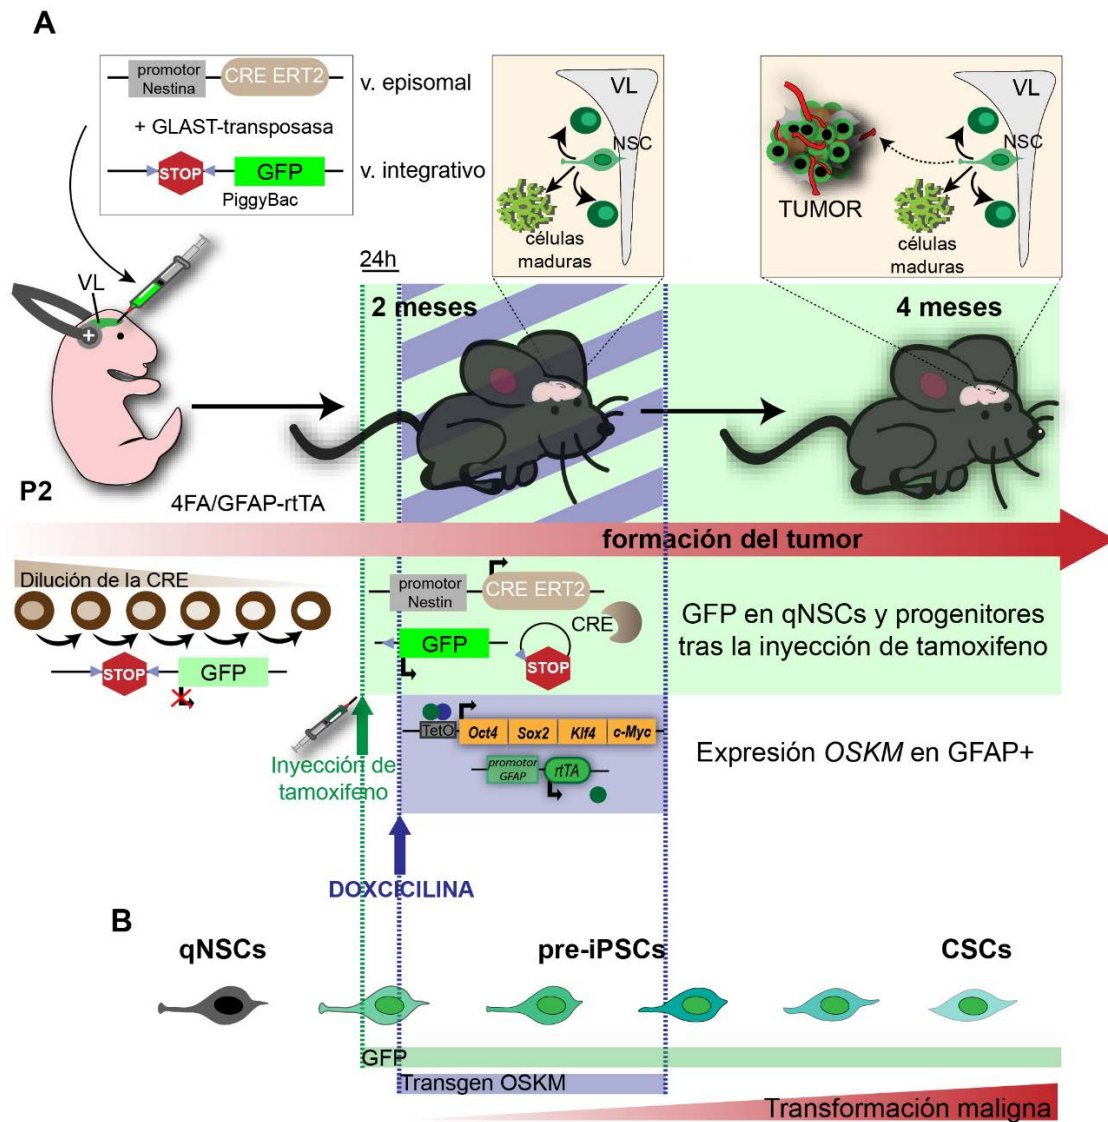 A
promotor
Nestina
CRE ERT2
v. episomal
+ GLAST-transposasa
STOP
GFP
v. integrativo
PiggyBac
VL
NSC
células
maduras
VL
NSC
TUMOR
células
maduras
24h
VL
2 meses
4 meses
P2
4FA/GFAP-rtTA
formación del tumor
Dilución de la CRE
STOP
GFP
promotor
Nestin
CRE ERT2
CRE
GFP
STOP
GFP en qNSCs y progenitores
tras la inyección de tamoxifeno
TetO
Oct4
Sox2
Klf4
c-Myc
promotor
GFAP
rtTA
Expresión OSKM en GFAP+
Inyección de
tamoxifeno
DOXCICILINA
B
qNSCs
pre-iPSCs
CSCs
GFP
Transgen OSKM
Transformación maligna